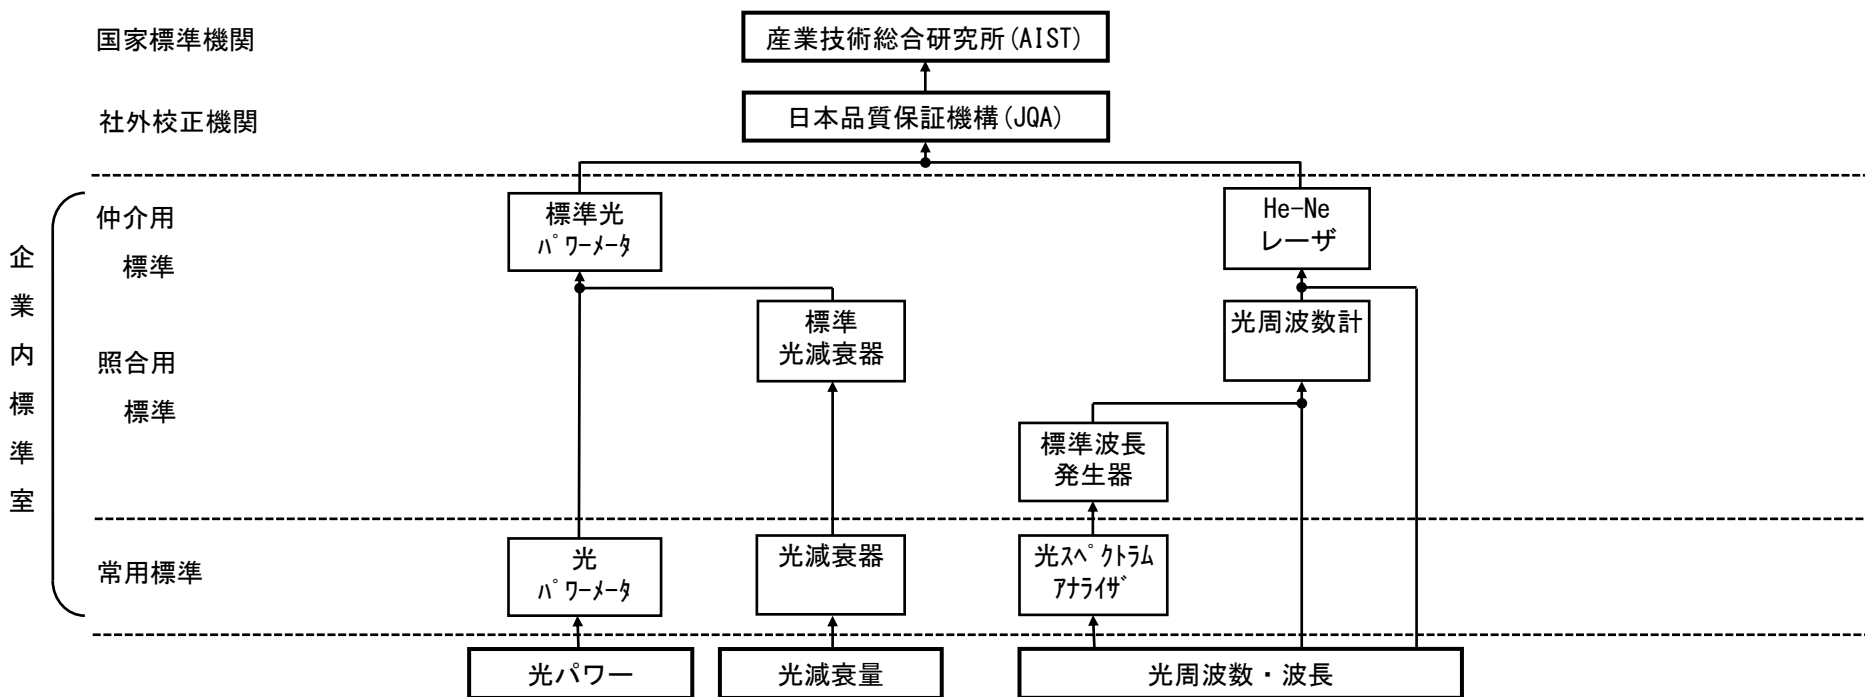 国家標準機関
産業技術総合研究所(AIST)
社外校正機関
日本品質保証機構(JQA)
企業内標準室
仲介用
標準
標準光
ﾊﾟﾜｰﾒｰﾀ
He-Ne
レーザ
照合用
標準
標準
光減衰器
光周波数計
標準波長
発生器
常用標準
光
ﾊﾟﾜｰﾒｰﾀ
光減衰器
光ｽﾍﾟｸﾄﾗﾑ
ｱﾅﾗｲｻﾞ
光パワー
光減衰量
光周波数・波長